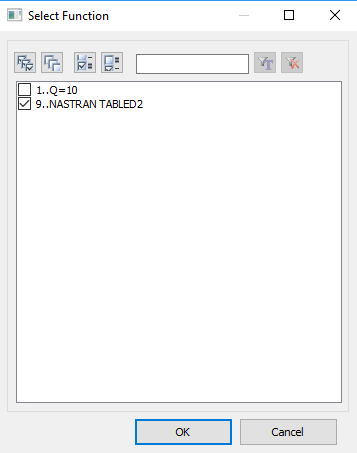 Select Function
1..Q=10
9..NASTRAN TABLED2
OK
Cancel